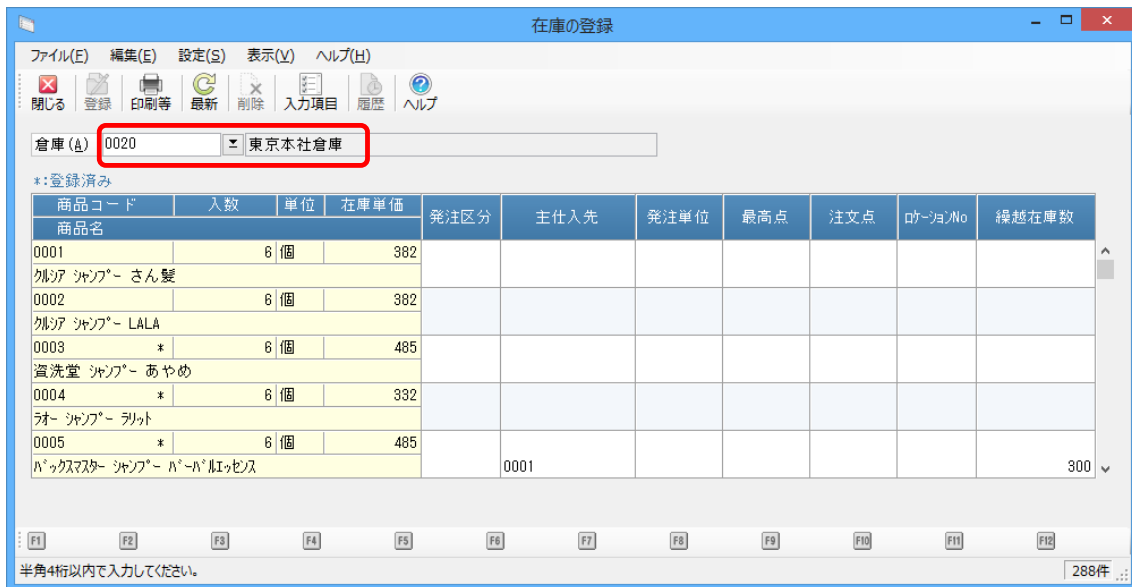 在庫の登録
ファイル(F) 編集(E) 設定(S) 表示(V) ヘルプ(H)
閉じる 登録 印刷等 最新 削除 入力項目 履歴 ヘルプ
倉庫(A) 0020 東京本社倉庫
*:登録済み
商品コード 入数 単位 在庫単価 発注区分 主仕入先 発注単位 最高点 注文点 ﾛｹｰｼｮﾝNo 繰越在庫数
商品名
0001 6 個 382
ｸﾙｼｱ ｼｬﾝﾌﾟｰ さん髪
0002 6 個 382
ｸﾙｼｱ ｼｬﾝﾌﾟｰ LALA
0003 * 6 個 485
資洗堂 ｼｬﾝﾌﾟｰ あやめ
0004 * 6 個 332
ﾗｵｰ ｼｬﾝﾌﾟｰ ﾗﾘｯﾄ
0005 * 6 個 485
ﾊﾞｯｸｽﾏｽﾀｰ ｼｬﾝﾌﾟｰ ﾊﾞｰﾊﾞﾙｴｯｾﾝｽ 0001 300
F1 F2 F3 F4 F5 F6 F7 F8 F9 F10 F11 F12
半角4桁以内で入力してください。 288件